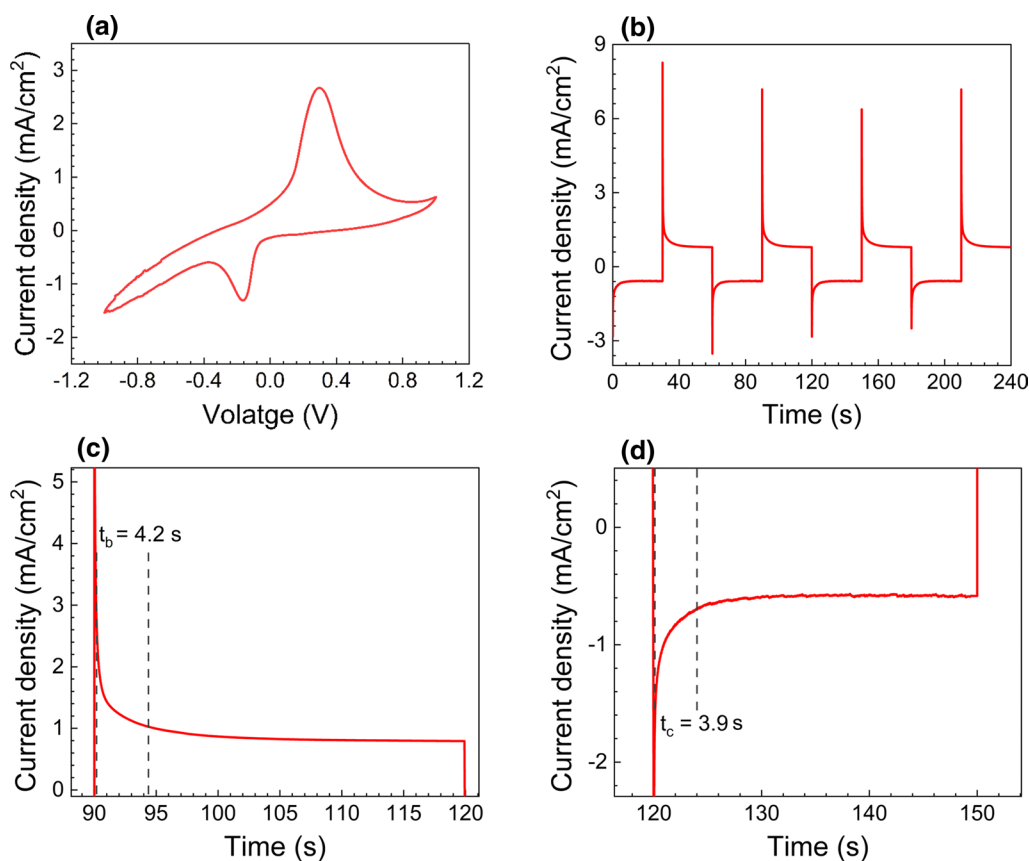 (a)
Current density (mA/cm²)
3
2
1
0
-1
-2
-1.2 -0.8 -0.4 0.0 0.4 0.8 1.2
Volatge (V)
(b)
Current density (mA/cm²)
9
6
3
0
-3
0 40 80 120 160 200 240
Time (s)
(c)
Current density (mA/cm²)
5
4
3
2
1
0
t_b = 4.2 s
90 95 100 105 110 115 120
Time (s)
(d)
Current density (mA/cm²)
0
-1
-2
t_c = 3.9 s
120 130 140 150
Time (s)